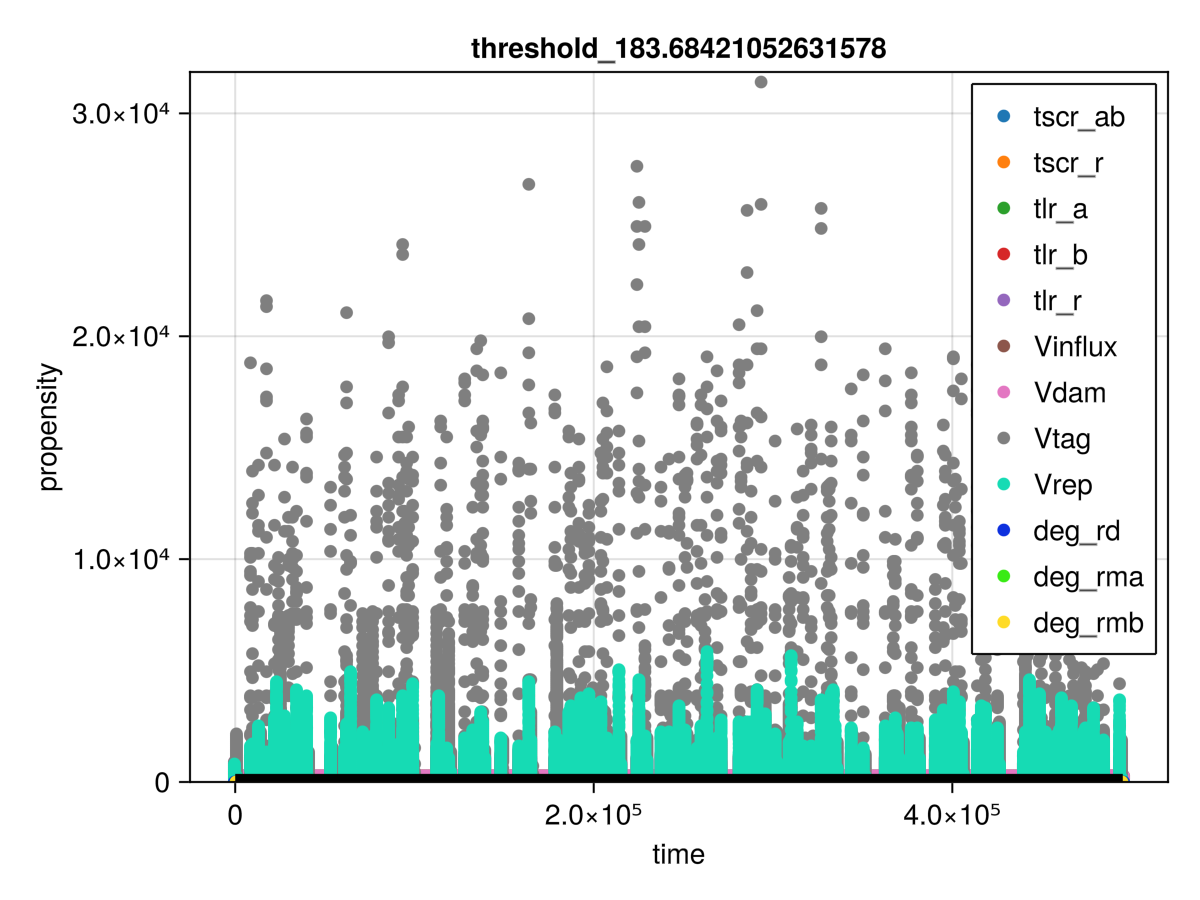 threshold_183.68421052631578
3.0×10⁴
2.0×10⁴
1.0×10⁴
0
propensity
0
2.0×10⁵
4.0×10⁵
time
tscr_ab
tscr_r
tlr_a
tlr_b
tlr_r
Vinflux
Vdam
Vtag
Vrep
deg_rd
deg_rma
deg_rmb